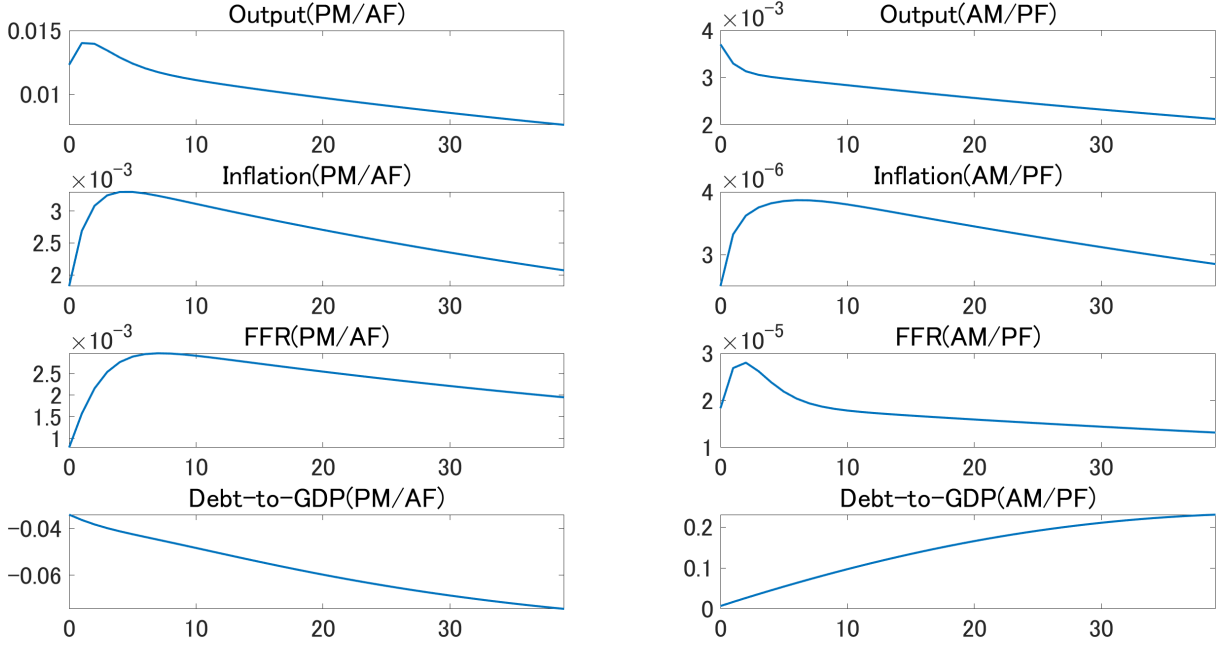 Output(PM/AF)
0.015
0.01
0 10 20 30
Output(AM/PF)
×10⁻³
4
3
2
0 10 20 30
Inflation(PM/AF)
×10⁻³
3
2.5
2
0 10 20 30
Inflation(AM/PF)
×10⁻⁶
4
3
0 10 20 30
FFR(PM/AF)
×10⁻³
2.5
2
1.5
1
0 10 20 30
FFR(AM/PF)
×10⁻⁵
3
2
1
0 10 20 30
Debt-to-GDP(PM/AF)
−0.04
−0.06
0 10 20 30
Debt-to-GDP(AM/PF)
0.2
0.1
0
0 10 20 30